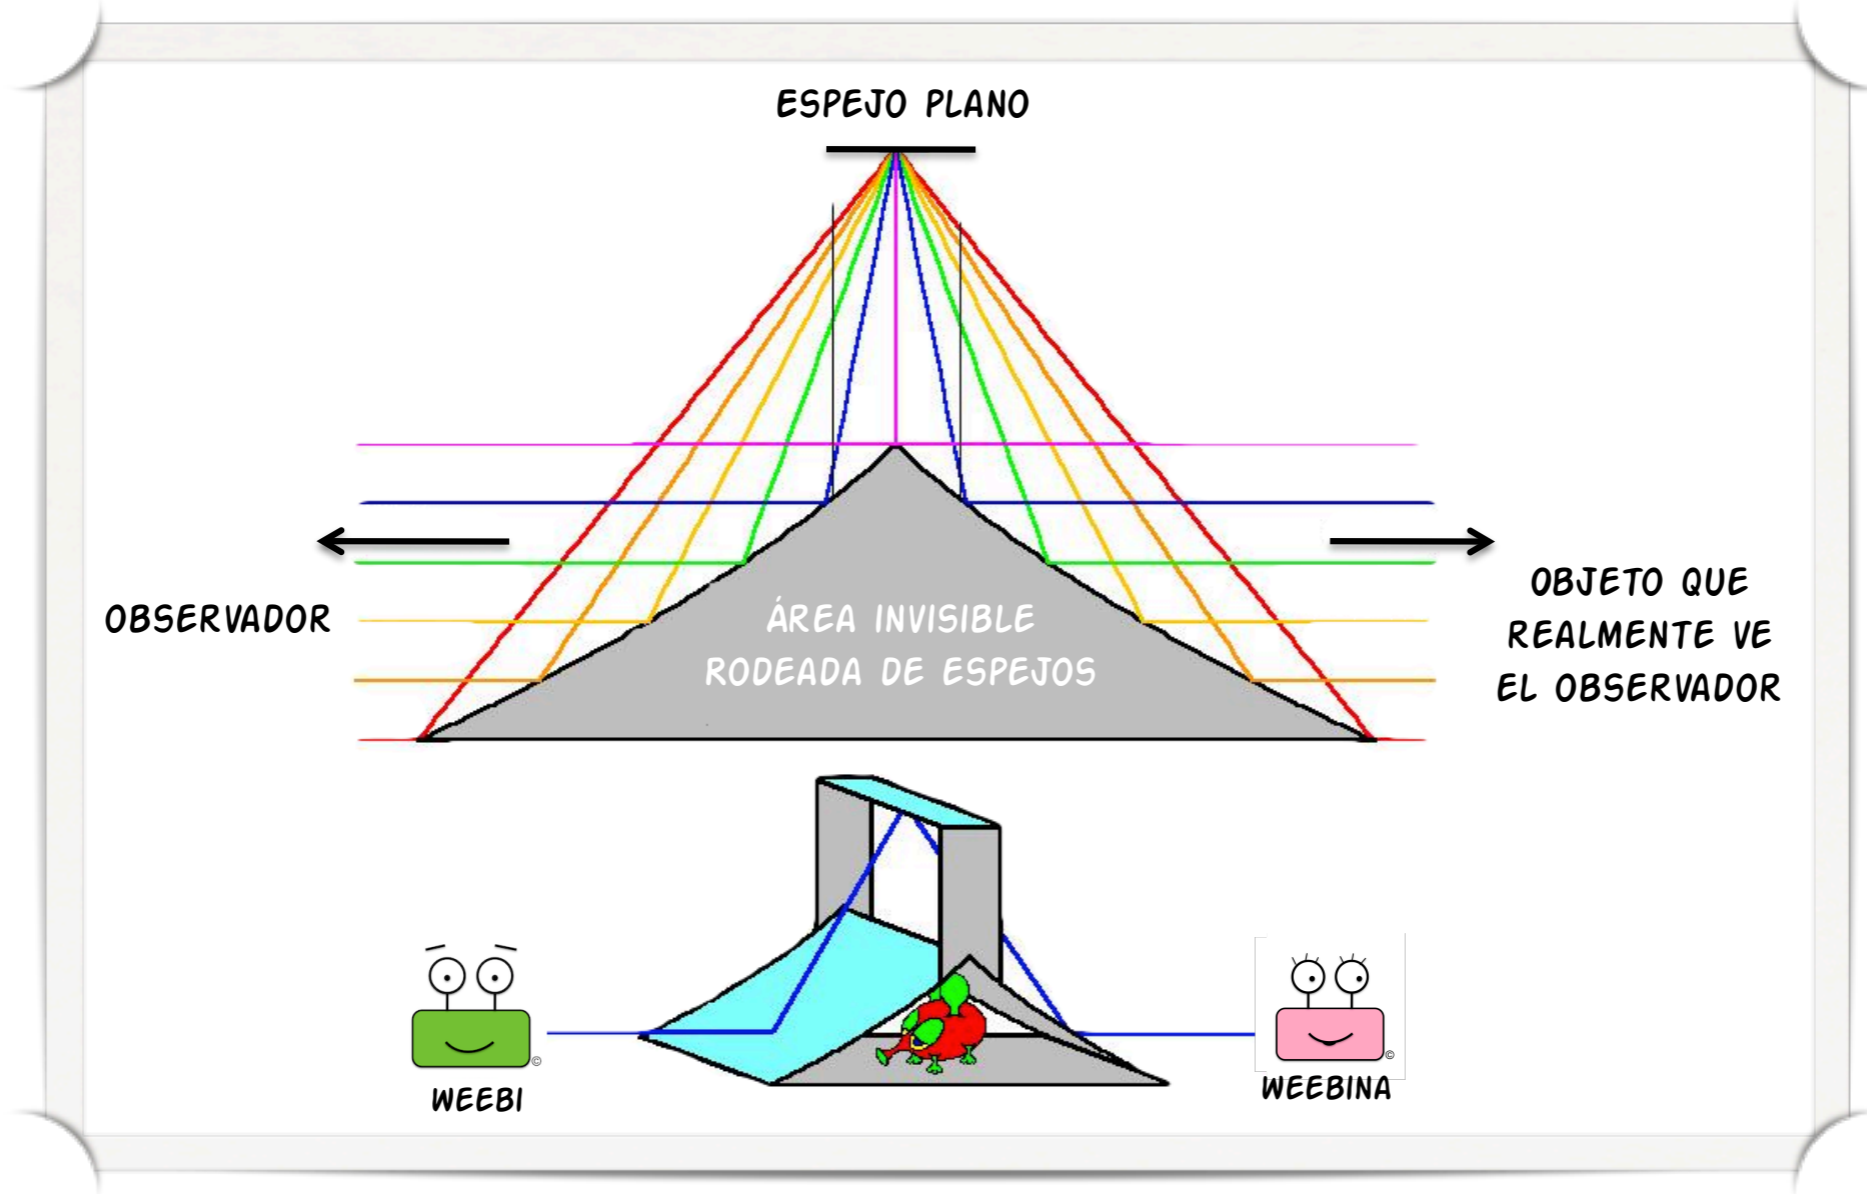 ESPEJO PLANO
OBSERVADOR
ÁREA INVISIBLE
RODEADA DE ESPEJOS
OBJETO QUE
REALMENTE VE
EL OBSERVADOR
©
WEEBI
©
WEEBINA